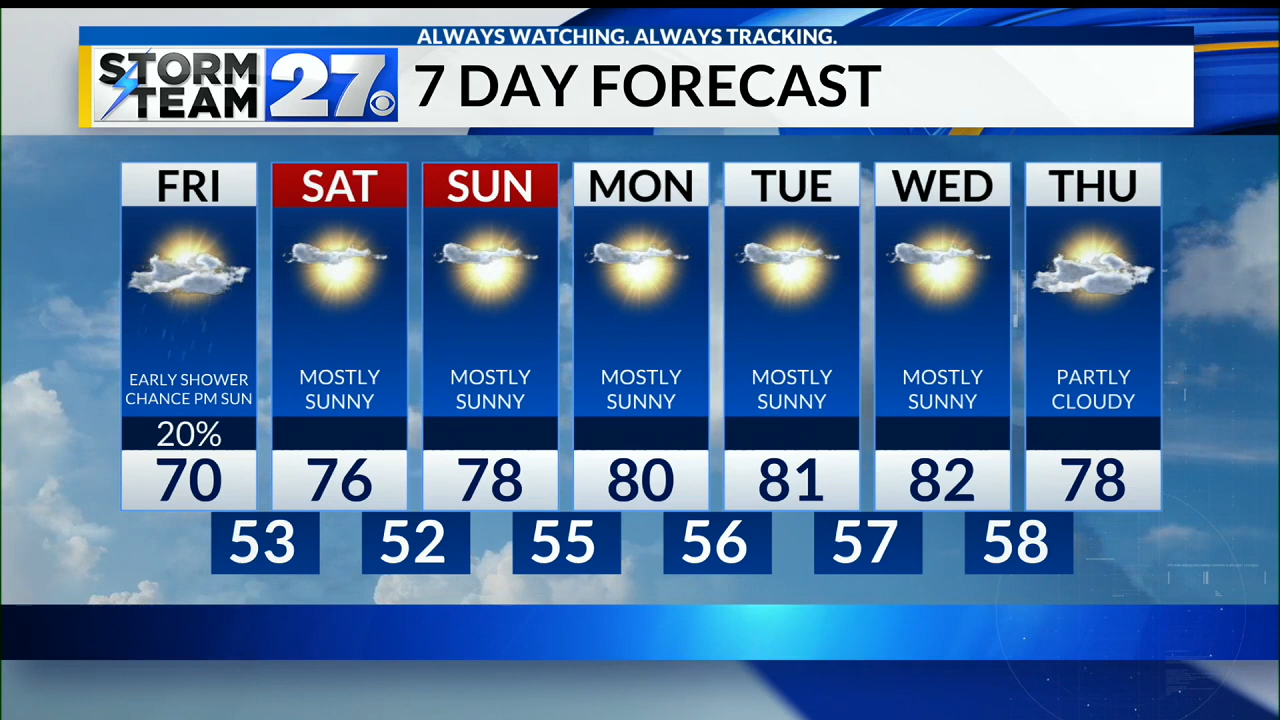 ALWAYS WATCHING. ALWAYS TRACKING.
STORM
TEAM
27
7 DAY FORECAST
FRI
SAT
SUN
MON
TUE
WED
THU
EARLY SHOWER
CHANCE PM SUN
MOSTLY
SUNNY
MOSTLY
SUNNY
MOSTLY
SUNNY
MOSTLY
SUNNY
MOSTLY
SUNNY
PARTLY
CLOUDY
20%
70
76
78
80
81
82
78
53
52
55
56
57
58